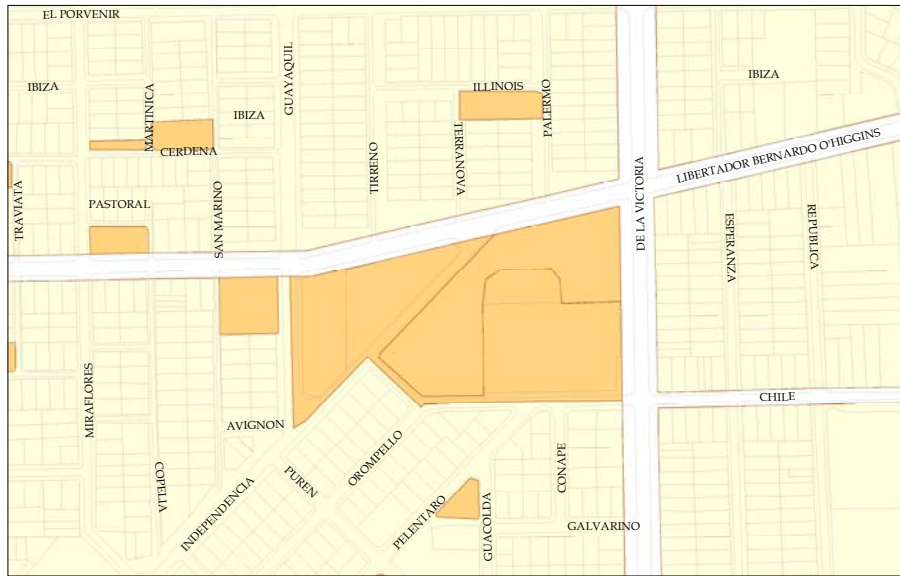 EL PORVENIR
IBIZA
MARTINICA
IBIZA
GUAYAQUIL
ILLINOIS
PALERMO
IBIZA
CERDENA
TIRRENO
VAONARREL
LIBERTADOR BERNARDO O'HIGGINS
TRAVIATA
PASTORAL
SAN MARINO
DE LA VICTORIA
ESPERANZA
REPUBLICA
MIRAFLORES
CHILE
AVIGNON
COPELIA
INDEPENDENCIA
PUREN
OROMPELLO
CONAPE
PELENTARO
GUACOLDA
GALVARINO